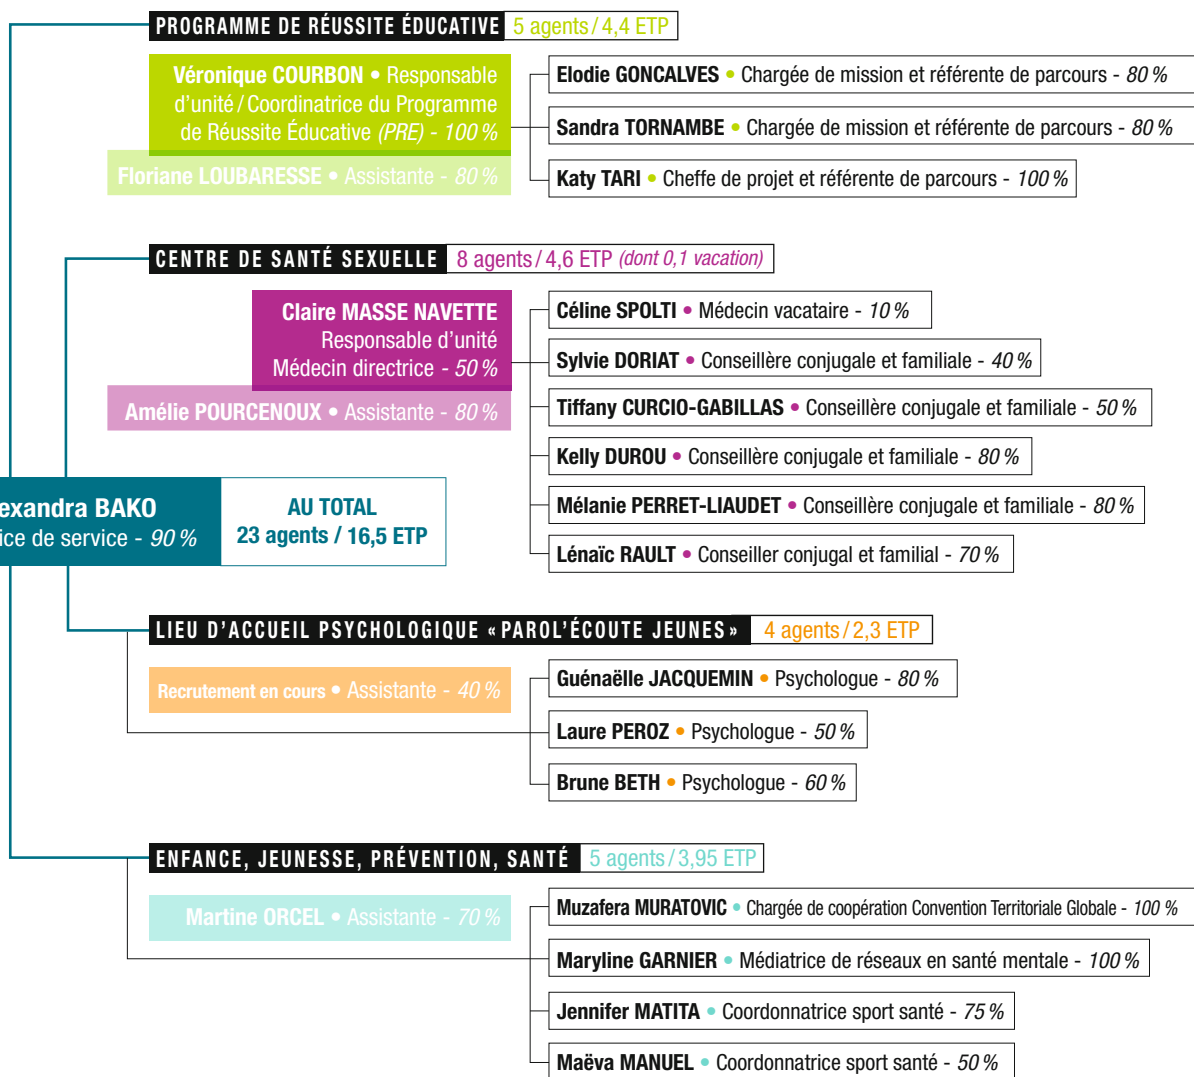 PROGRAMME DE RÉUSSITE ÉDUCATIVE 5 agents / 4,4 ETP
Véronique COURBON • Responsable
d'unité / Coordinatrice du Programme
de Réussite Éducative (PRE) - 100 %
Floriane LOUBARESSE • Assistante - 80 %
Elodie GONCALVES • Chargée de mission et référente de parcours - 80 %
Sandra TORNAMBE • Chargée de mission et référente de parcours - 80 %
Katy TARI • Cheffe de projet et référente de parcours - 100 %
CENTRE DE SANTÉ SEXUELLE 8 agents / 4,6 ETP (dont 0,1 vacation)
Claire MASSE NAVETTE
Responsable d'unité
Médecin directrice - 50 %
Amélie POURCENOUX • Assistante - 80 %
Céline SPOLTI • Médecin vacataire - 10 %
Sylvie DORIAT • Conseillère conjugale et familiale - 40 %
Tiffany CURCIO-GABILLAS • Conseillère conjugale et familiale - 50 %
Kelly DUROU • Conseillère conjugale et familiale - 80 %
Mélanie PERRET-LIAUDET • Conseillère conjugale et familiale - 80 %
Lénaïc RAULT • Conseiller conjugal et familial - 70 %
exandra BAKO
ice de service - 90 %
AU TOTAL
23 agents / 16,5 ETP
LIEU D'ACCUEIL PSYCHOLOGIQUE « PAROL'ÉCOUTE JEUNES » 4 agents / 2,3 ETP
Recrutement en cours • Assistante - 40 %
Guénaëlle JACQUEMIN • Psychologue - 80 %
Laure PEROZ • Psychologue - 50 %
Brune BETH • Psychologue - 60 %
ENFANCE, JEUNESSE, PRÉVENTION, SANTÉ 5 agents / 3,95 ETP
Martine ORCEL • Assistante - 70 %
Muzafera MURATOVIC • Chargée de coopération Convention Territoriale Globale - 100 %
Maryline GARNIER • Médiatrice de réseaux en santé mentale - 100 %
Jennifer MATITA • Coordonnatrice sport santé - 75 %
Maëva MANUEL • Coordonnatrice sport santé - 50 %